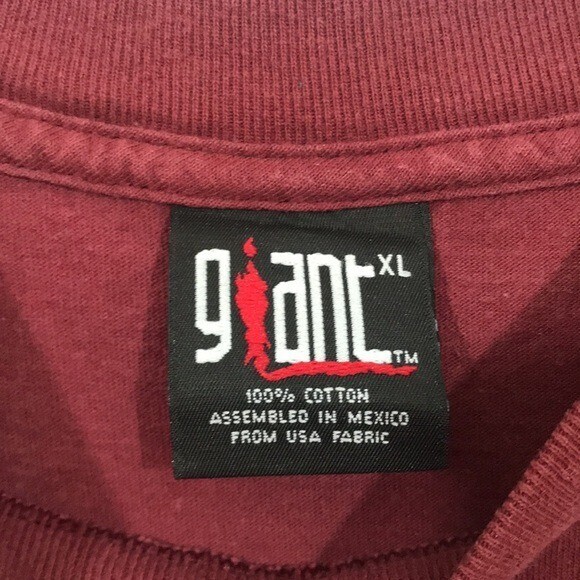 giant XL
TM
100% COTTON
ASSEMBLED IN MEXICO
FROM USA FABRIC